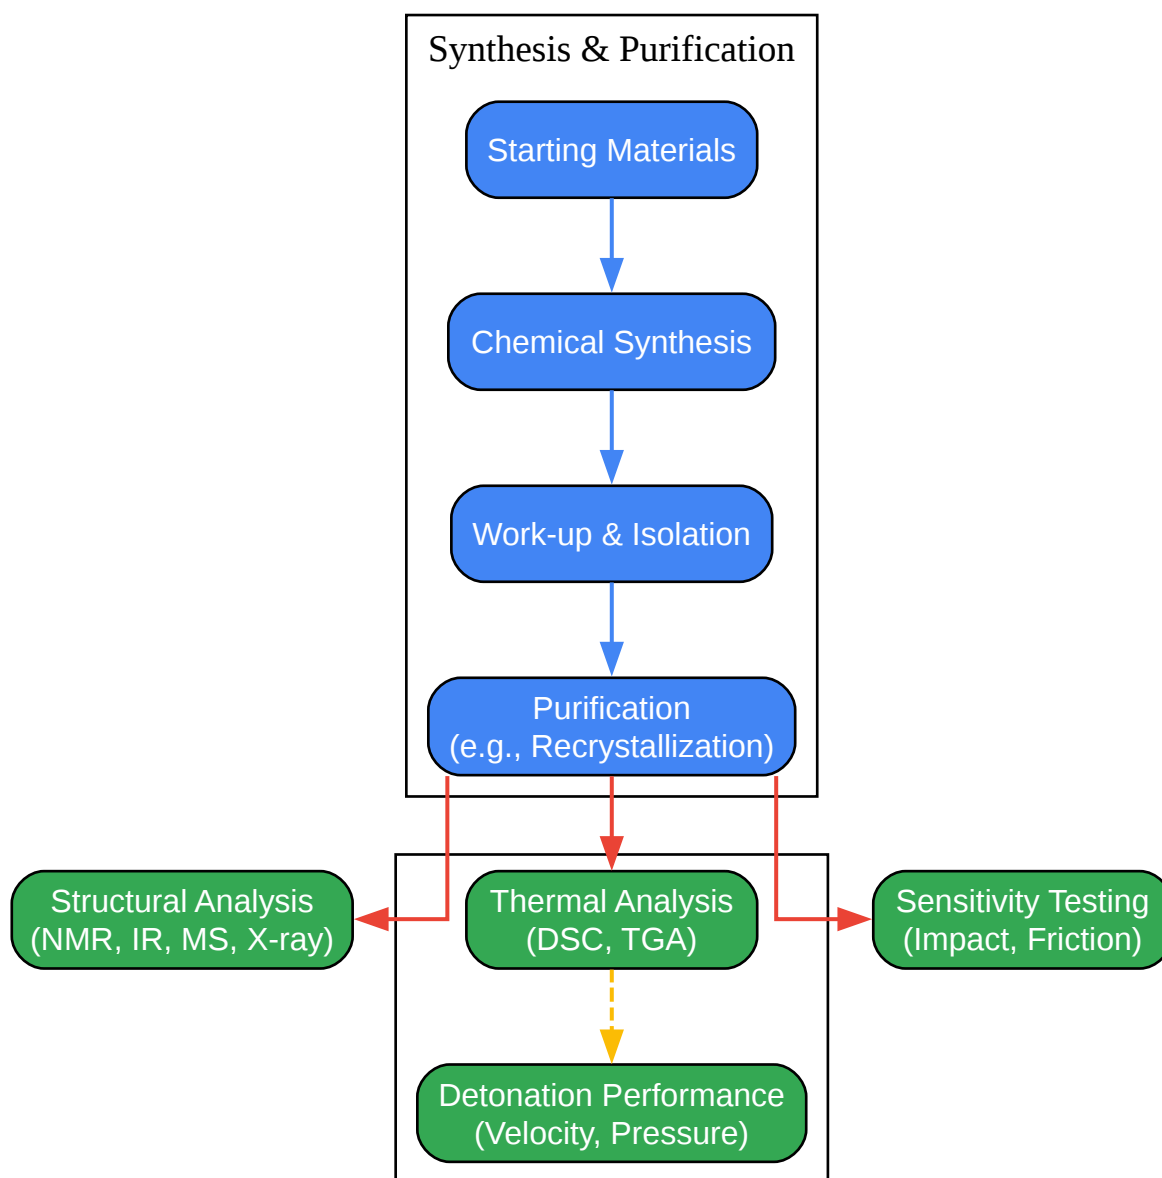 Synthesis & Purification
Starting Materials
Chemical Synthesis
Work-up & Isolation
Purification
(e.g., Recrystallization)
Structural Analysis
(NMR, IR, MS, X-ray)
Thermal Analysis
(DSC, TGA)
Sensitivity Testing
(Impact, Friction)
Detonation Performance
(Velocity, Pressure)